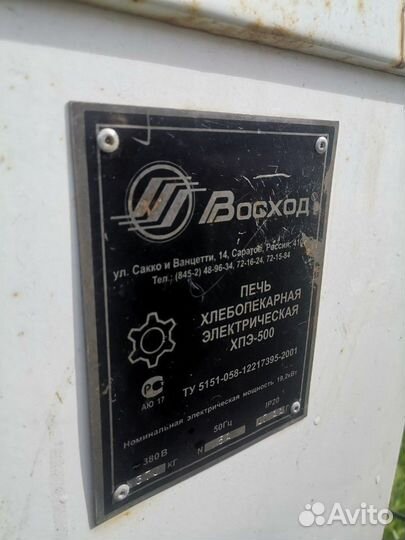 Восход
ул. Сакко и Ванцетти, 14, Саратов, Россия,
Тел.: (845-2) 48-96-34, 72-16-24, 72-15-84
ПЕЧЬ
ХЛЕБОПЕКАРНАЯ
ЭЛЕКТРИЧЕСКАЯ
ХПЭ-500
ТУ 5151-058-12217395-2001
РС
АЮ 17
Номинальная электрическая мощность 19,2кВт
380 В 50Гц IP20
КГ N
Avito